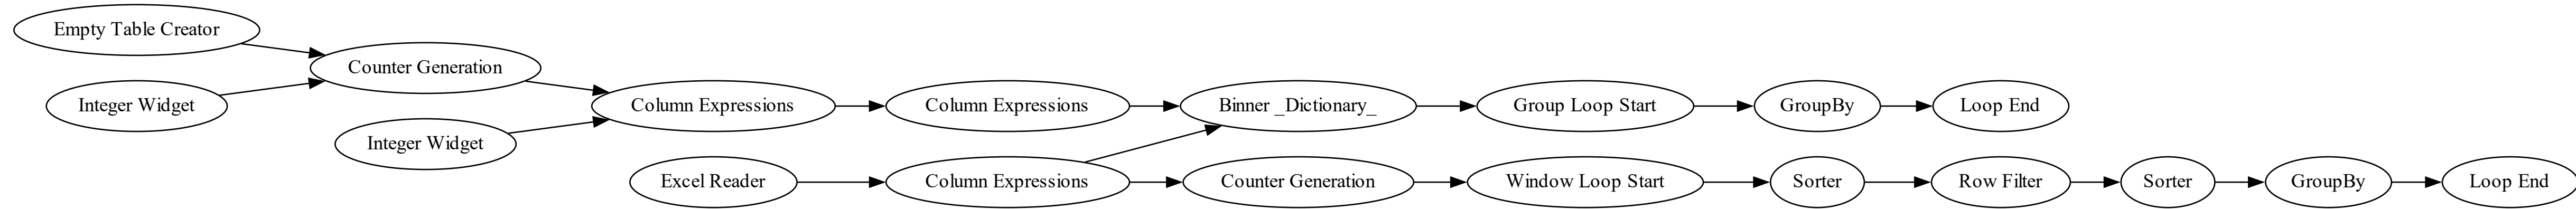 Empty Table Creator
Counter Generation
Integer Widget
Column Expressions
Column Expressions
Binner _Dictionary_
Group Loop Start
GroupBy
Loop End
Integer Widget
Excel Reader
Column Expressions
Counter Generation
Window Loop Start
Sorter
Row Filter
Sorter
GroupBy
Loop End